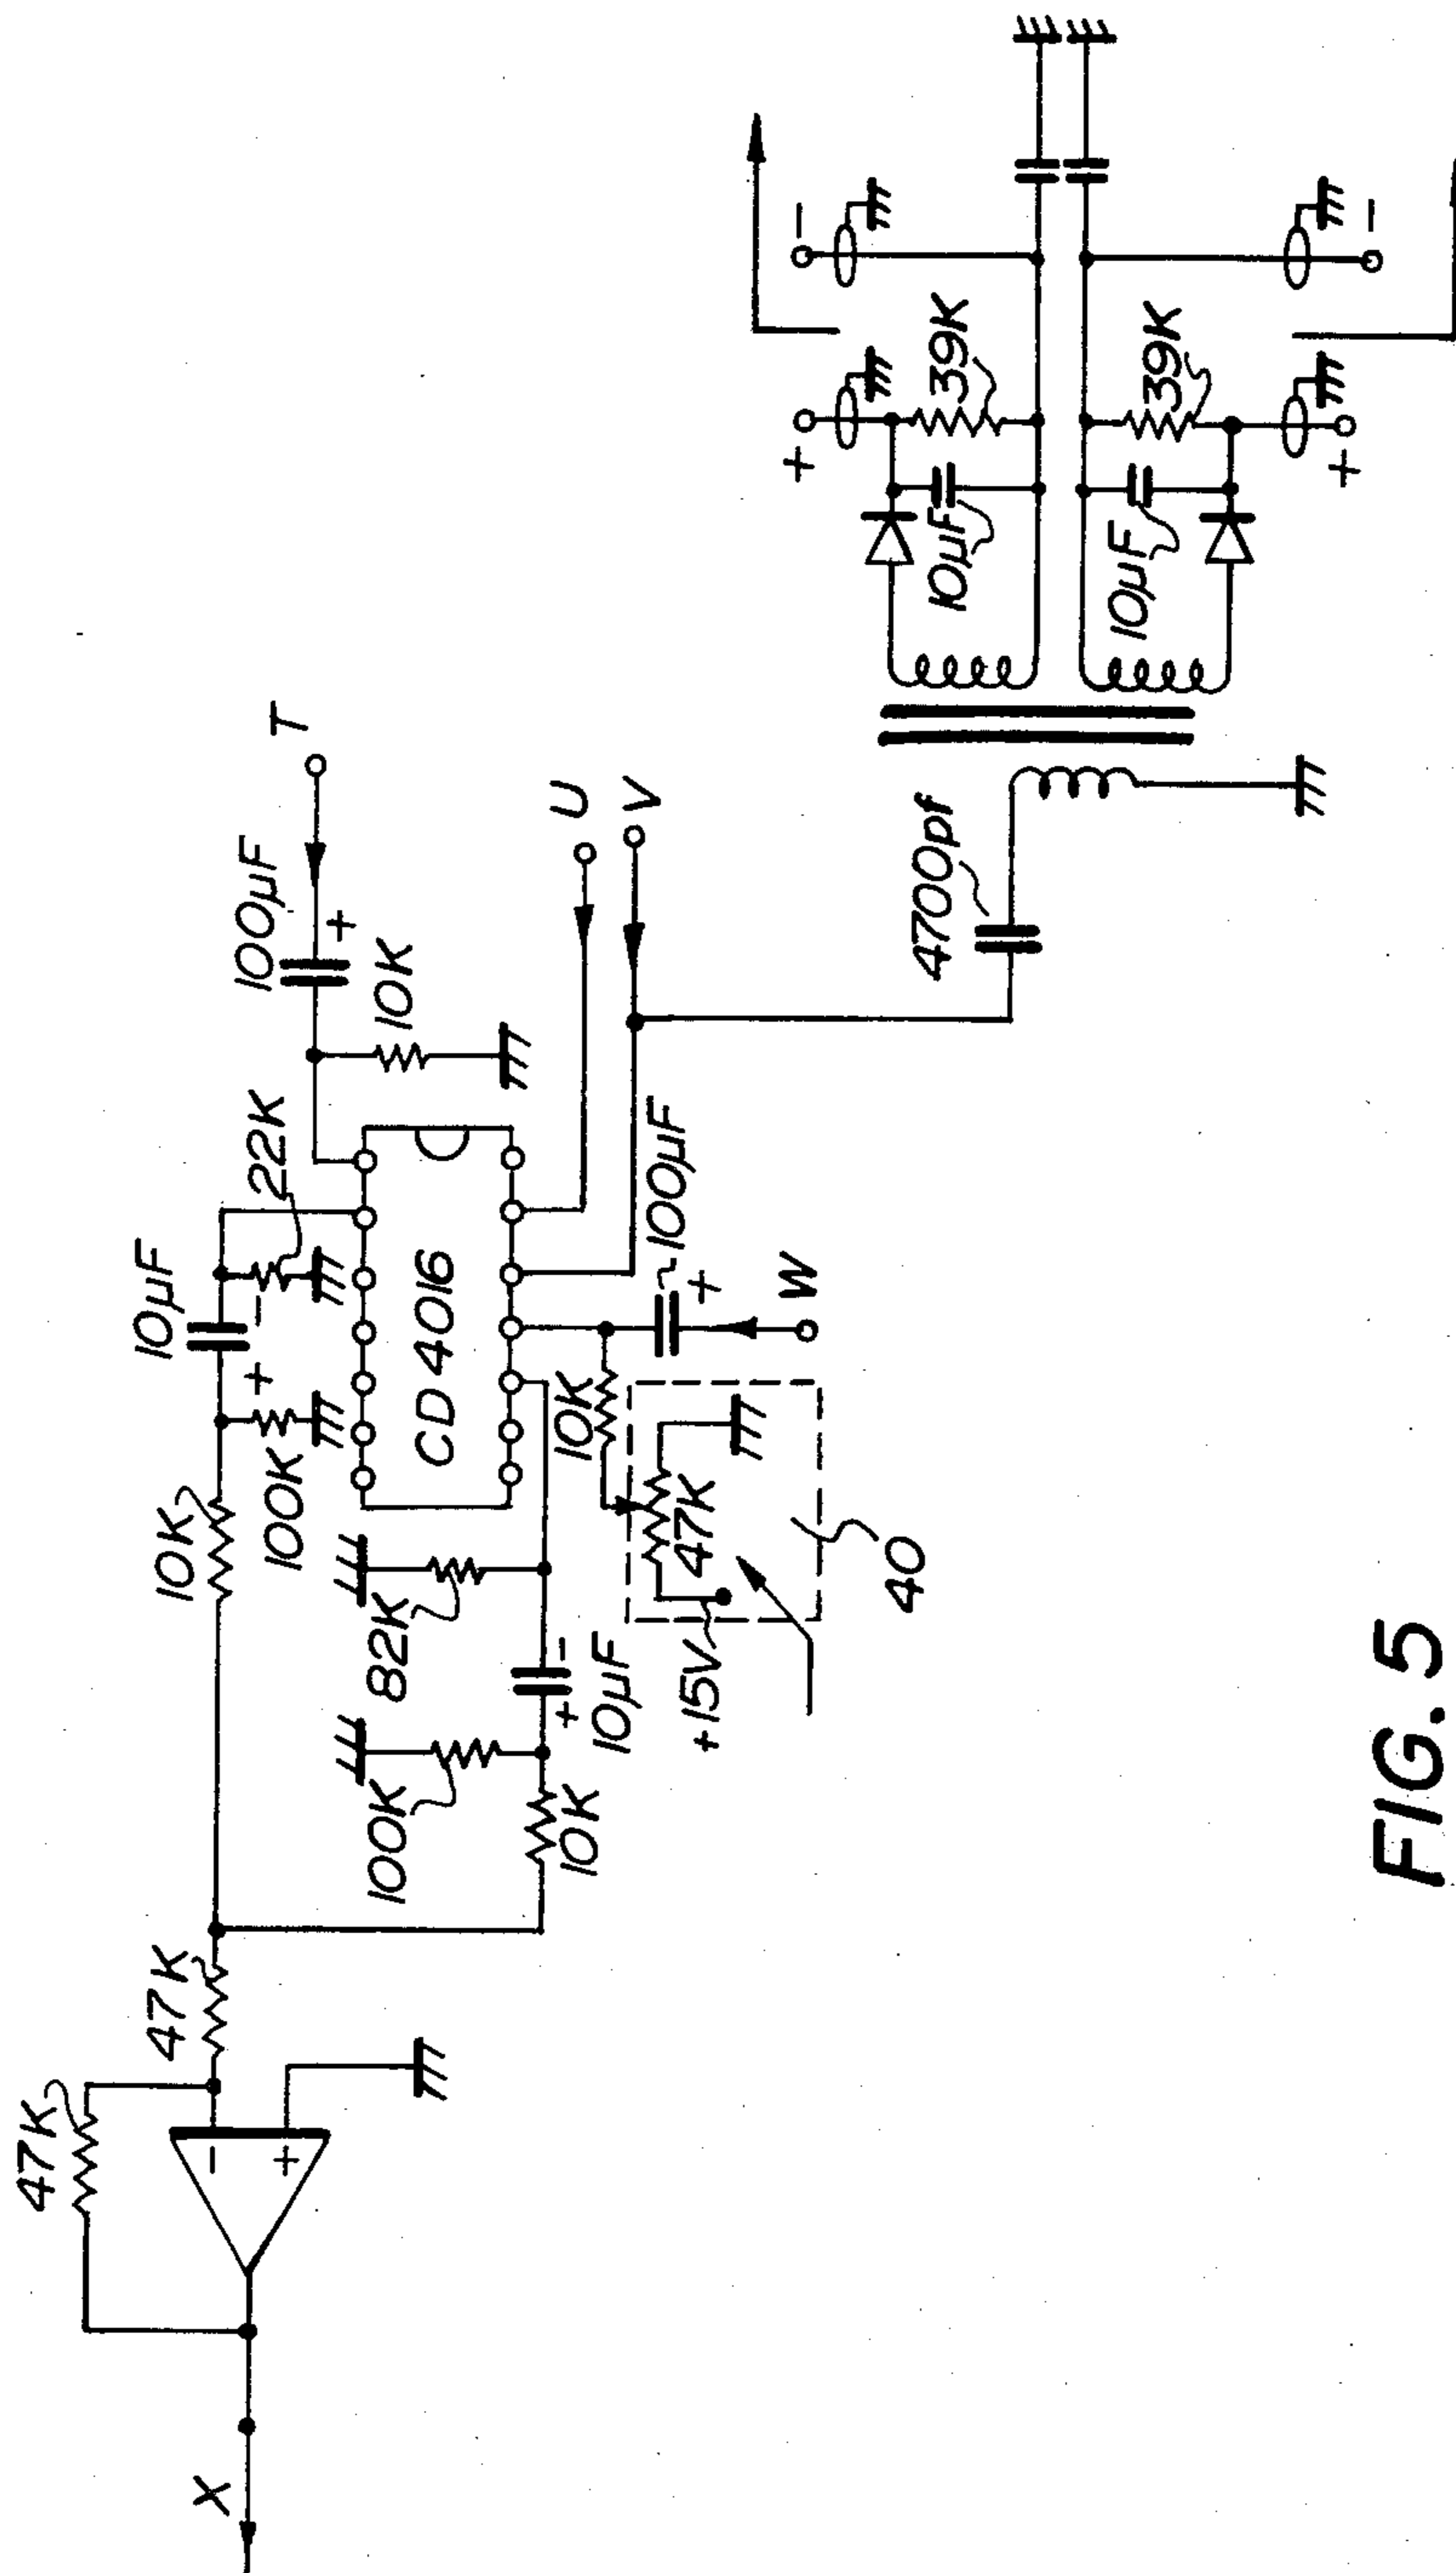 T
100µF
+
10K
22K
10µF
-
+
100K
10K
CD 4016
U
V
100µF
+
W
10K
47K
+15V
40
82K
100K
-
+
10µF
10K
47K
47K
-
+
X
4700pf
10µF
39K
+
-
10µF
39K
+
-
FIG. 5